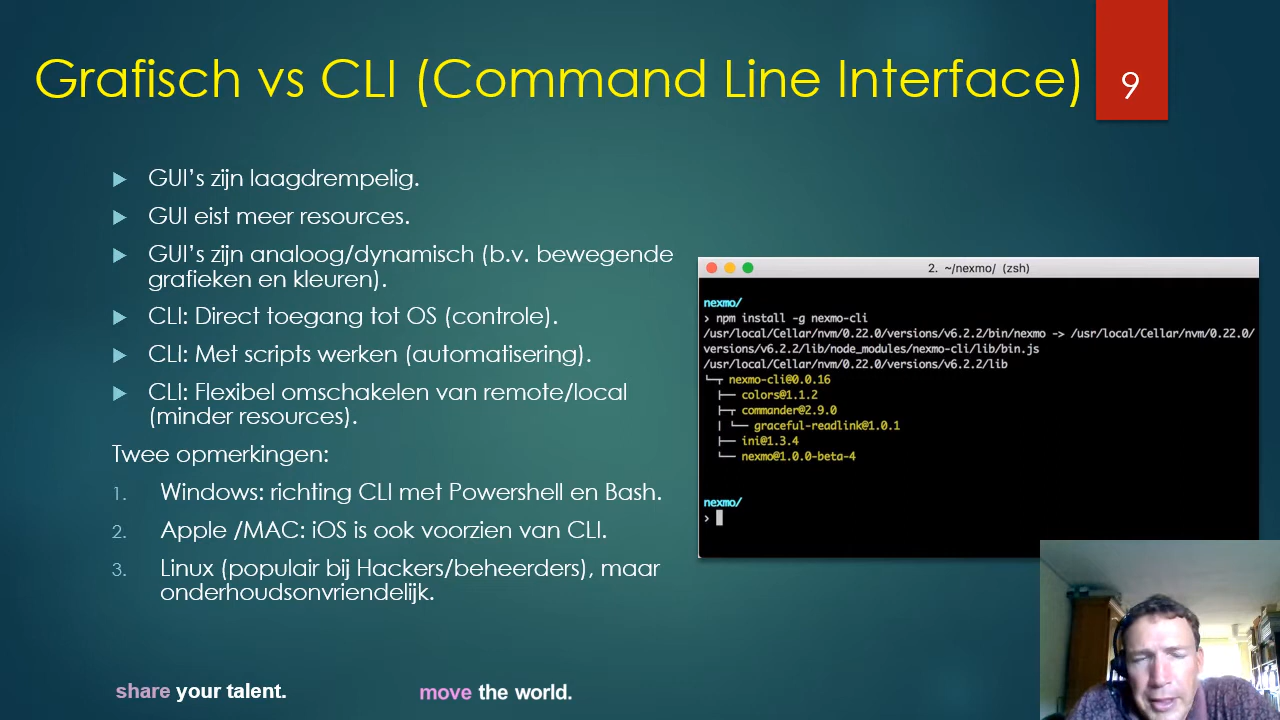 Grafisch vs CLI (Command Line Interface)
9
GUI’s zijn laagdrempelig.
GUI eist meer resources.
GUI’s zijn analoog/dynamisch (b.v. bewegende
grafieken en kleuren).
CLI: Direct toegang tot OS (controle).
CLI: Met scripts werken (automatisering).
CLI: Flexibel omschakelen van remote/local
(minder resources).
Twee opmerkingen:
1. Windows: richting CLI met Powershell en Bash.
2. Apple /MAC: iOS is ook voorzien van CLI.
3. Linux (populair bij Hackers/beheerders), maar
onderhoudsonvriendelijk.
2. ~/nexmo/ (zsh)
nexmo/
› npm install -g nexmo-cli
/usr/local/Cellar/nvm/0.22.0/versions/v6.2.2/bin/nexmo -> /usr/local/Cellar/nvm/0.22.0/
versions/v6.2.2/lib/node_modules/nexmo-cli/lib/bin.js
/usr/local/Cellar/nvm/0.22.0/versions/v6.2.2/lib
└─┬ nexmo-cli@0.0.16
├── colors@1.1.2
├─┬ commander@2.9.0
│ └── graceful-readlink@1.0.1
├── ini@1.3.4
└── nexmo@1.0.0-beta-4
nexmo/
›
share your talent. move the world.